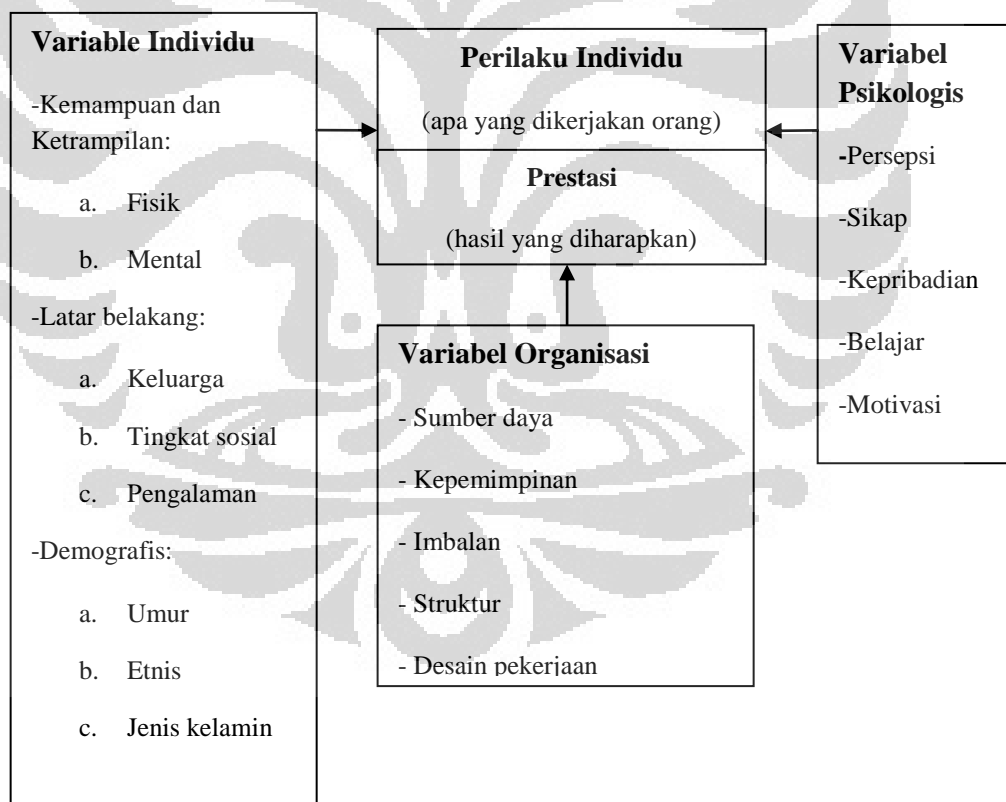 Variable Individu
-Kemampuan dan
Ketrampilan:
a. Fisik
b. Mental
-Latar belakang:
a. Keluarga
b. Tingkat sosial
c. Pengalaman
-Demografis:
a. Umur
b. Etnis
c. Jenis kelamin
Perilaku Individu
(apa yang dikerjakan orang)
Prestasi
(hasil yang diharapkan)
Variabel Organisasi
- Sumber daya
- Kepemimpinan
- Imbalan
- Struktur
- Desain pekerjaan
Variabel
Psikologis
-Persepsi
-Sikap
-Kepribadian
-Belajar
-Motivasi